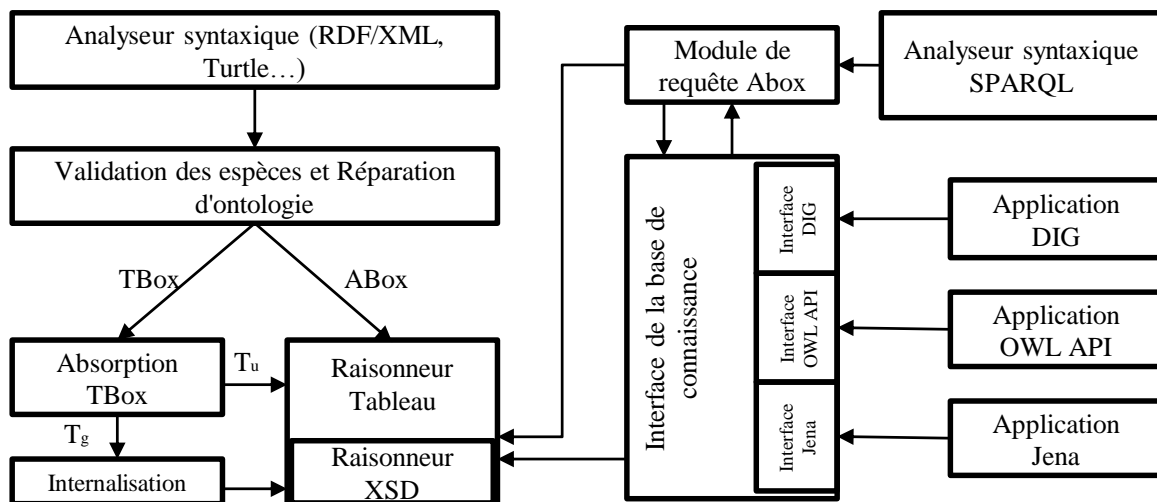 Analyseur syntaxique (RDF/XML,
Turtle…)
Module de
requête Abox
Analyseur syntaxique
SPARQL
Validation des espèces et Réparation
d'ontologie
TBox
ABox
Absorption
TBox
Tu
Tg
Internalisation
Raisonneur
Tableau
Raisonneur
XSD
Interface de la base de
connaissance
Interface
DIG
Interface
OWL API
Interface
Jena
Application
DIG
Application
OWL API
Application
Jena